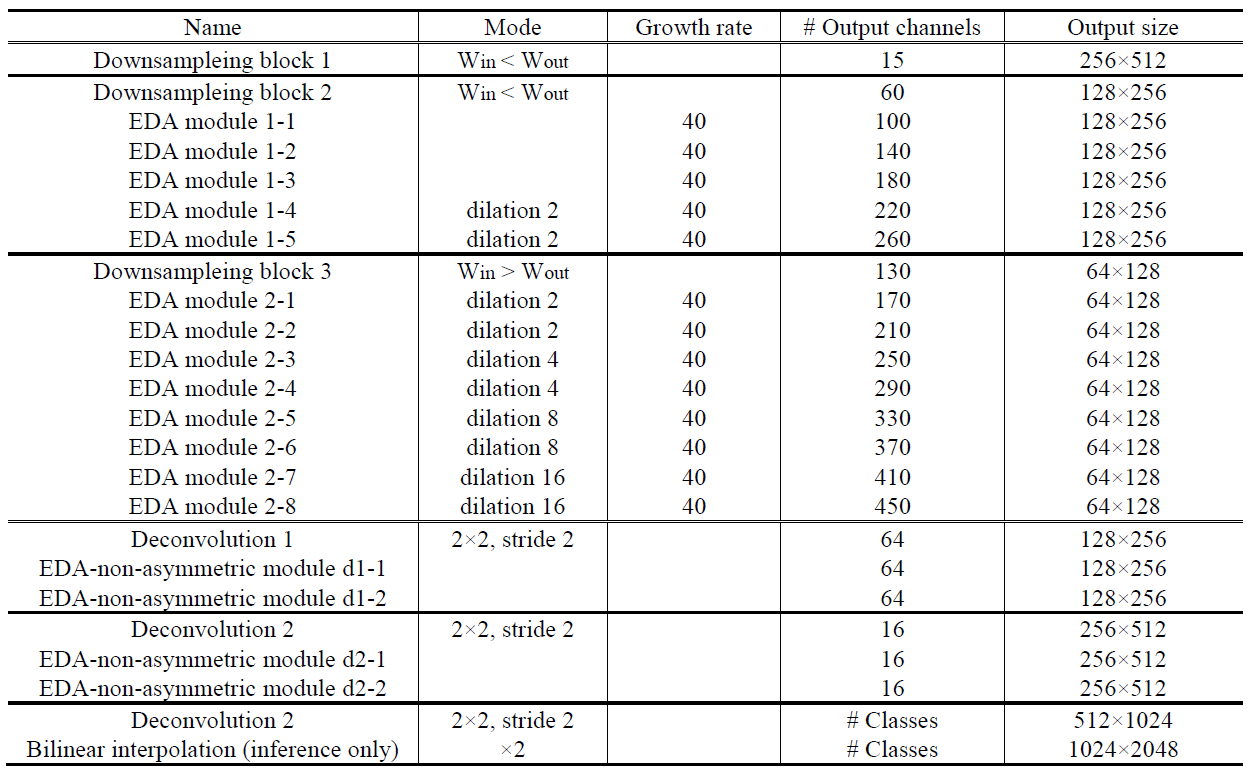 Name Mode Growth rate # Output channels Output size
Downsampleing block 1 Win < Wout 15 256×512
Downsampleing block 2 Win < Wout 60 128×256
EDA module 1-1 40 100 128×256
EDA module 1-2 40 140 128×256
EDA module 1-3 40 180 128×256
EDA module 1-4 dilation 2 40 220 128×256
EDA module 1-5 dilation 2 40 260 128×256
Downsampleing block 3 Win > Wout 130 64×128
EDA module 2-1 dilation 2 40 170 64×128
EDA module 2-2 dilation 2 40 210 64×128
EDA module 2-3 dilation 4 40 250 64×128
EDA module 2-4 dilation 4 40 290 64×128
EDA module 2-5 dilation 8 40 330 64×128
EDA module 2-6 dilation 8 40 370 64×128
EDA module 2-7 dilation 16 40 410 64×128
EDA module 2-8 dilation 16 40 450 64×128
Deconvolution 1 2×2, stride 2 64 128×256
EDA-non-asymmetric module d1-1 64 128×256
EDA-non-asymmetric module d1-2 64 128×256
Deconvolution 2 2×2, stride 2 16 256×512
EDA-non-asymmetric module d2-1 16 256×512
EDA-non-asymmetric module d2-2 16 256×512
Deconvolution 2 2×2, stride 2 # Classes 512×1024
Bilinear interpolation (inference only) ×2 # Classes 1024×2048